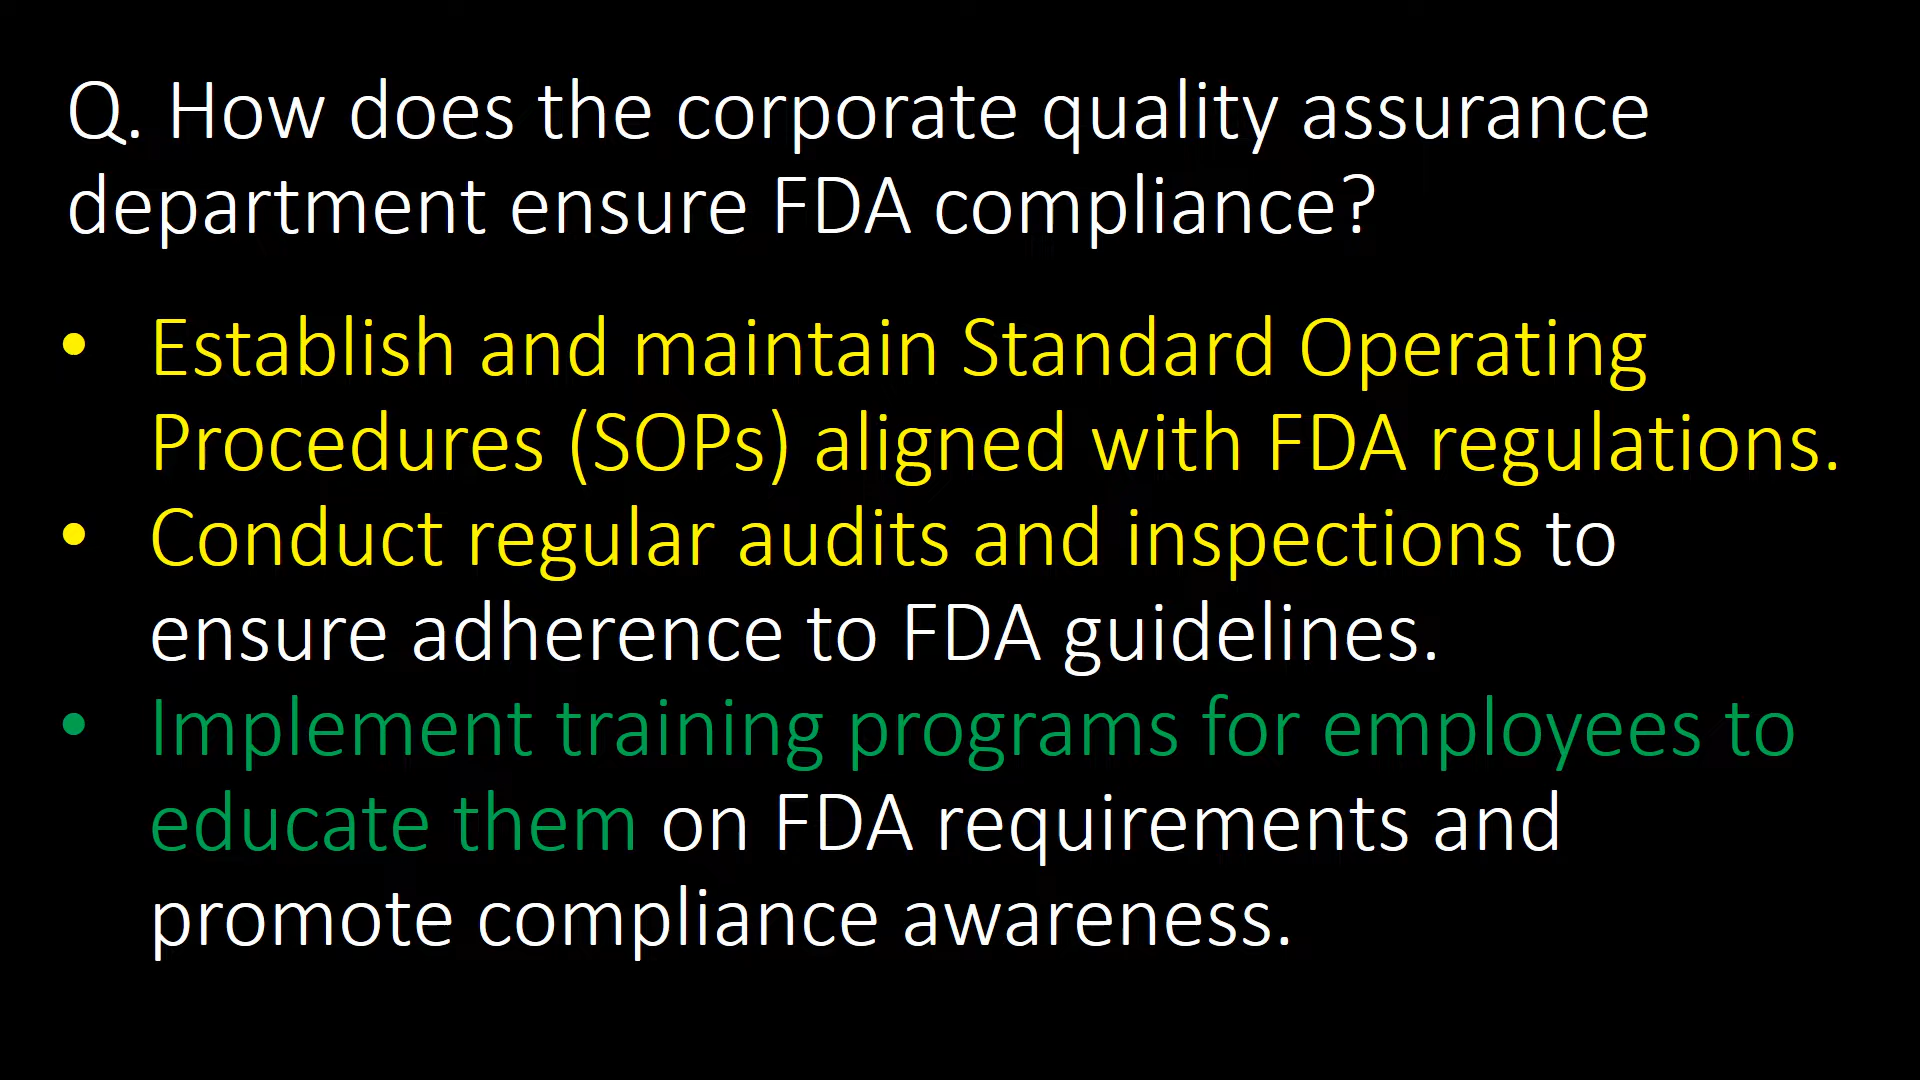 Q. How does the corporate quality assurance
department ensure FDA compliance?
• Establish and maintain Standard Operating
Procedures (SOPs) aligned with FDA regulations.
• Conduct regular audits and inspections to
ensure adherence to FDA guidelines.
• Implement training programs for employees to
educate them on FDA requirements and
promote compliance awareness.